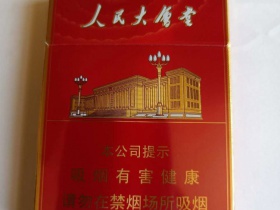 人民大会堂
本公司提示
吸烟有害健康
请勿在禁烟场所吸烟